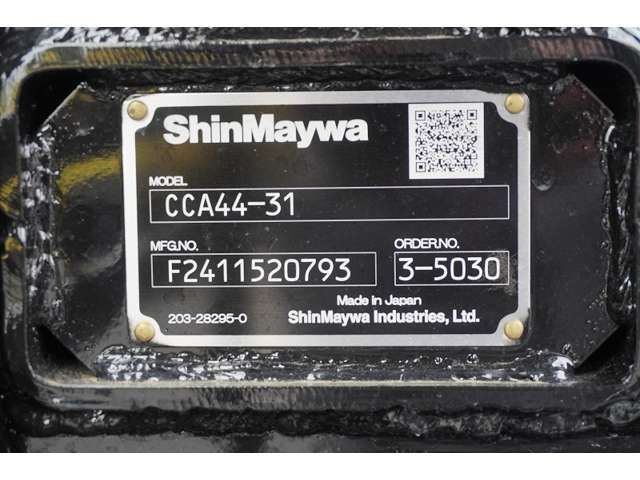 ShinMaywa
MODEL
CCA44-31
MFG.NO. ORDER.NO.
F2411520793 3-5030
Made in Japan
203-28295-0 ShinMaywa Industries, Ltd.